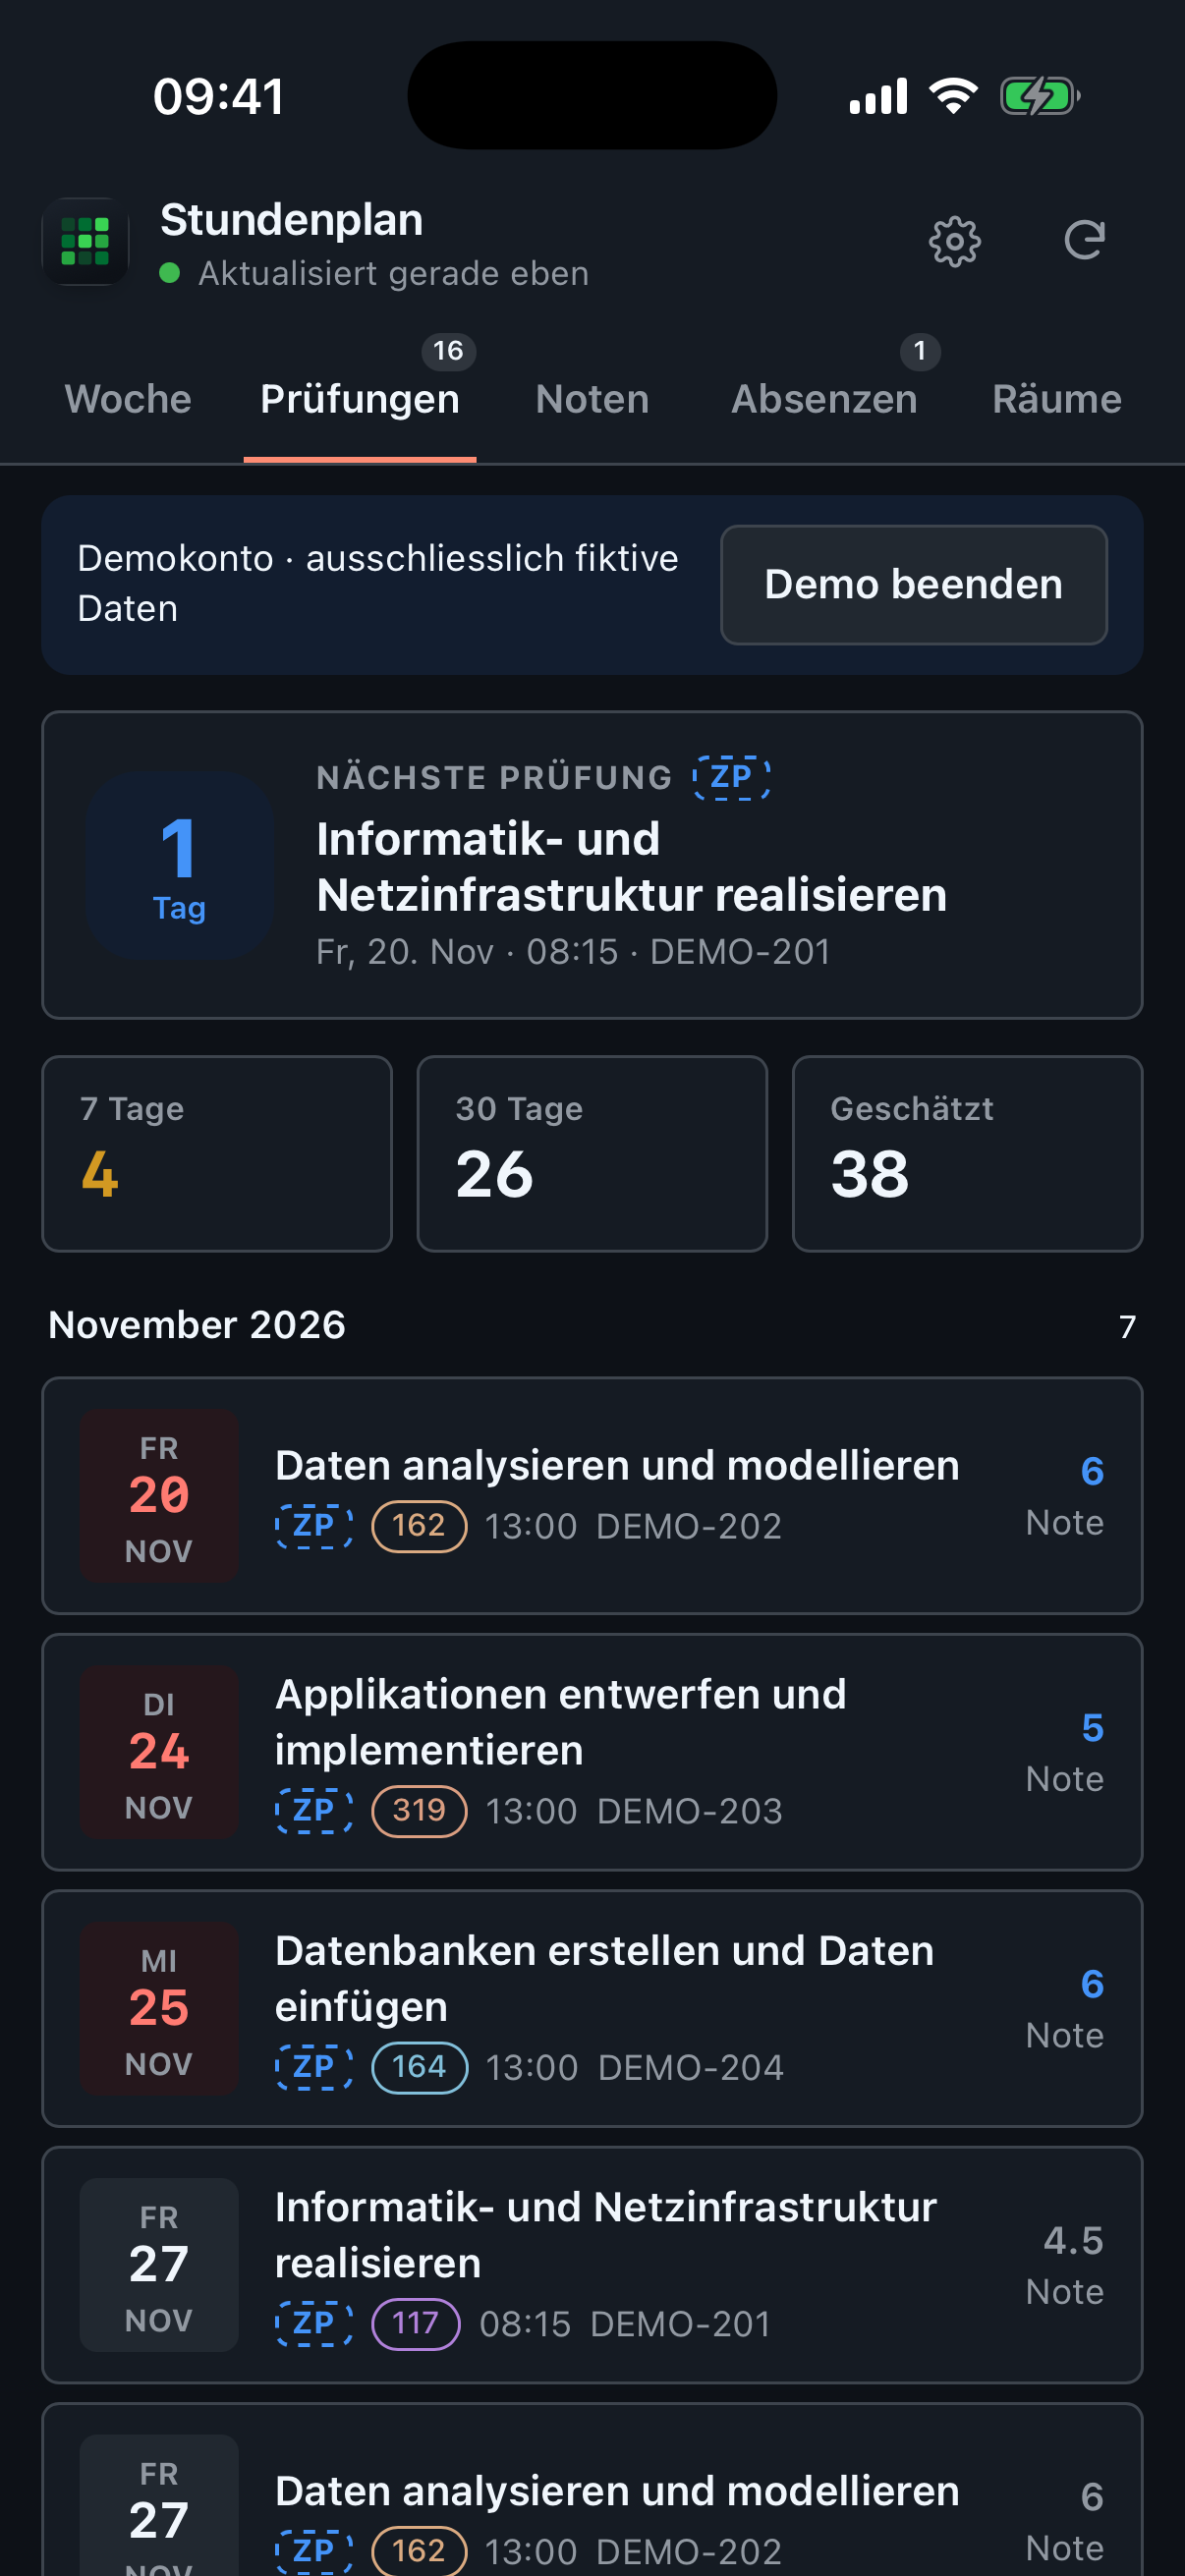 09:41
Stundenplan
Aktualisiert gerade eben
Woche
Prüfungen 16
Noten
Absenzen 1
Räume
Demokonto · ausschliesslich fiktive
Daten
Demo beenden
1
Tag
NÄCHSTE PRÜFUNG ZP
Informatik- und
Netzinfrastruktur realisieren
Fr, 20. Nov · 08:15 · DEMO-201
7 Tage
4
30 Tage
26
Geschätzt
38
November 2026 7
FR
20
NOV
Daten analysieren und modellieren
ZP 162 13:00 DEMO-202
6
Note
DI
24
NOV
Applikationen entwerfen und
implementieren
ZP 319 13:00 DEMO-203
5
Note
MI
25
NOV
Datenbanken erstellen und Daten
einfügen
ZP 164 13:00 DEMO-204
6
Note
FR
27
NOV
Informatik- und Netzinfrastruktur
realisieren
ZP 117 08:15 DEMO-201
4.5
Note
FR
27
NOV
Daten analysieren und modellieren
ZP 162 13:00 DEMO-202
6
Note